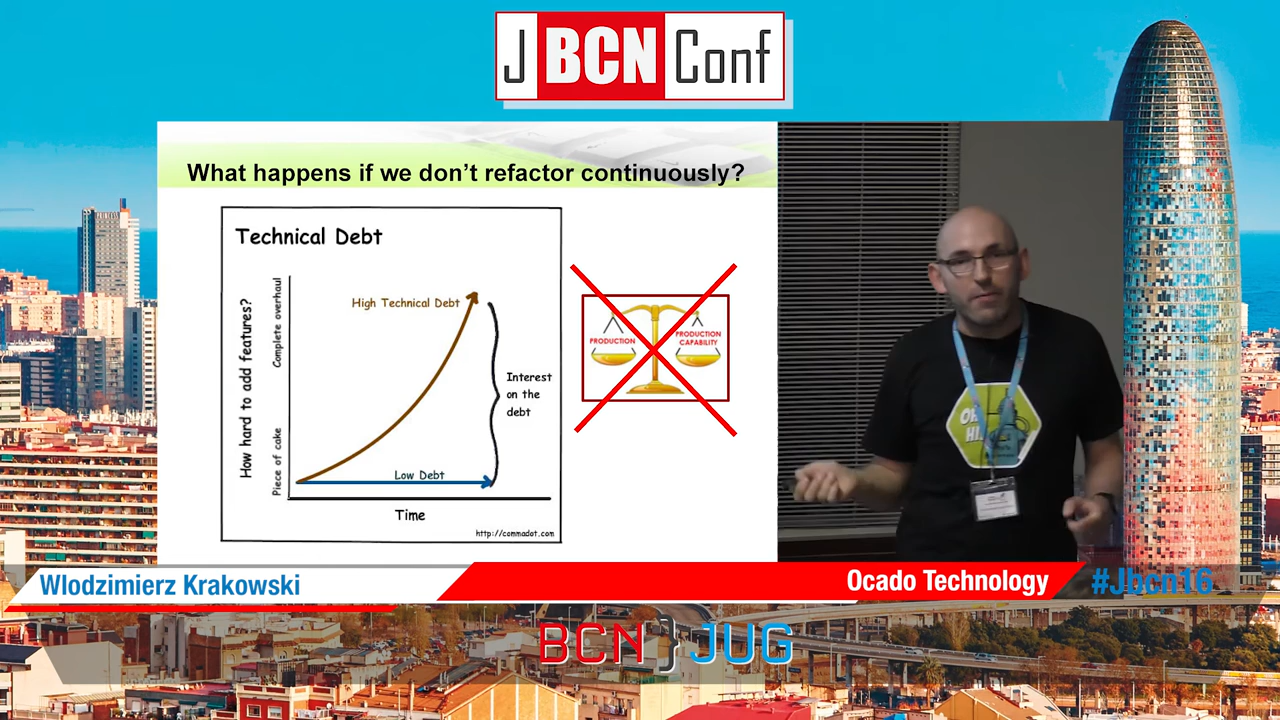 J BCN Conf
What happens if we don't refactor continuously?
Technical Debt
How hard to add features?
Complete overhaul
Piece of cake
High Technical Debt
Interest
on the
debt
Low Debt
Time
http://commadot.com
PRODUCTION
PRODUCTION
CAPABILITY
Wlodzimierz Krakowski
Ocado Technology
#Jbcn16
BCN JUG